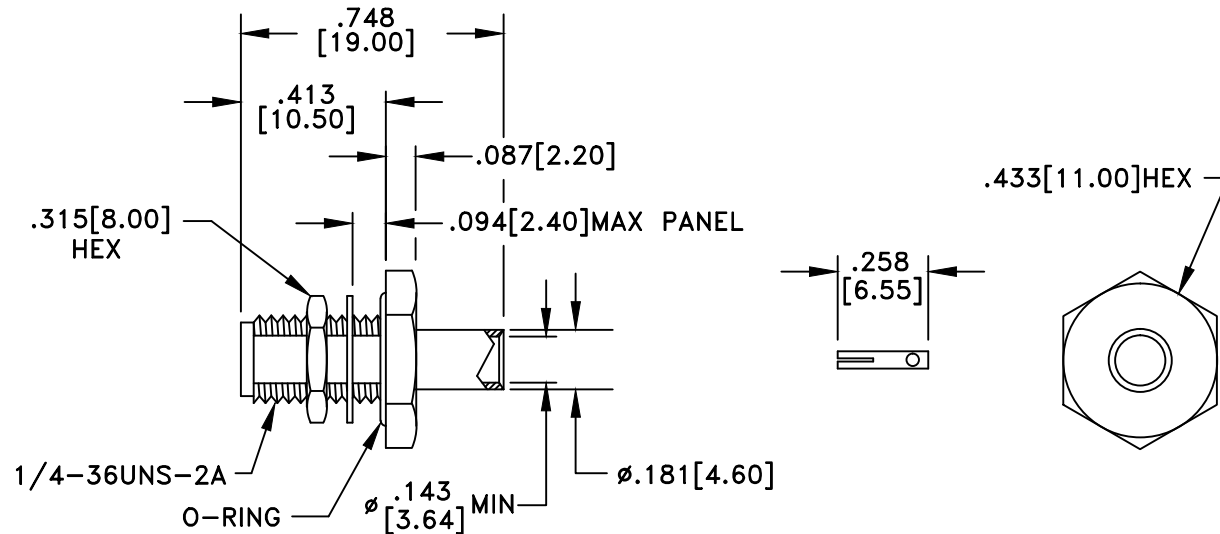 .748
[19.00]
.413
[10.50]
.087[2.20]
.433[11.00]HEX
.315[8.00]
HEX
.094[2.40]MAX PANEL
.258
[6.55]
1/4-36UNS-2A
O-RING
⌀.143
[3.64]MIN
⌀.181[4.60]